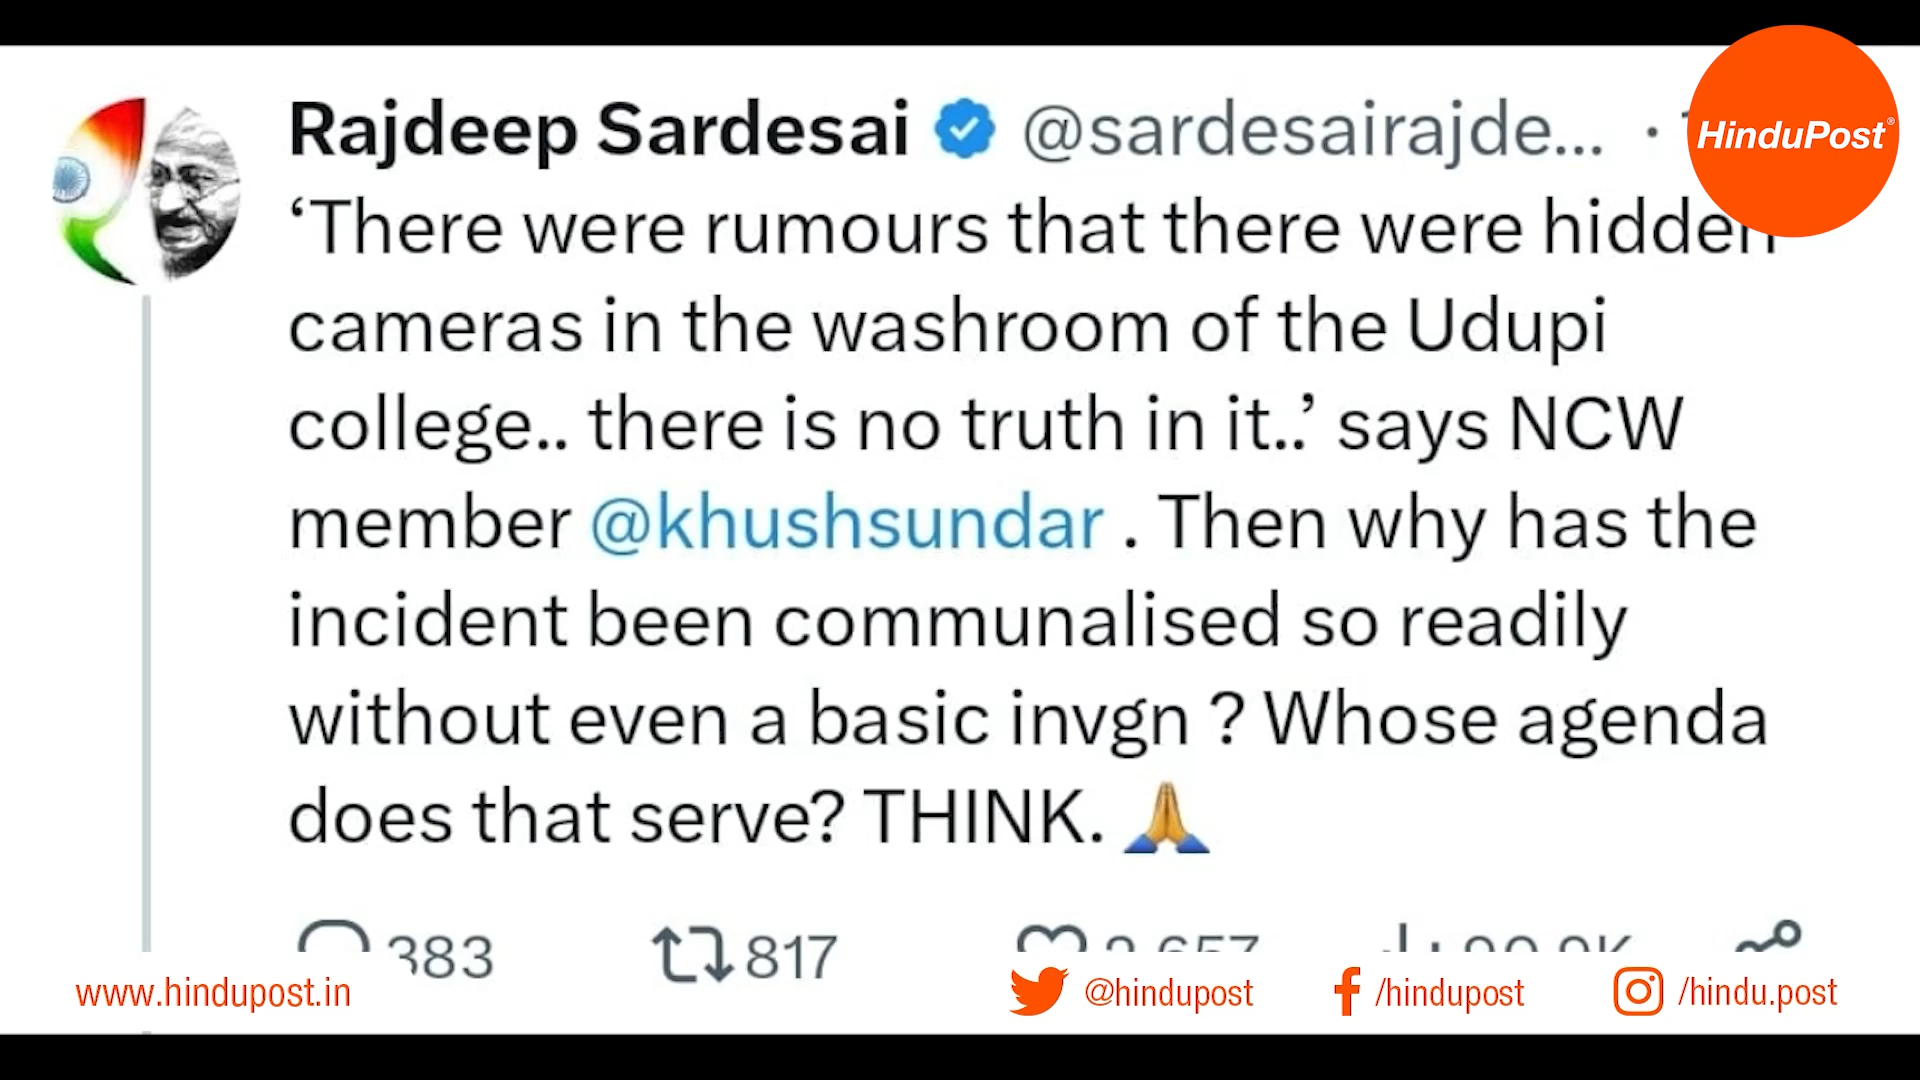 Rajdeep Sardesai @sardesairajde... ·
HinduPost
‘There were rumours that there were hidden
cameras in the washroom of the Udupi
college.. there is no truth in it..’ says NCW
member @khushsundar . Then why has the
incident been communalised so readily
without even a basic invgn ? Whose agenda
does that serve? THINK. 🙏
383 817 2,657
www.hindupost.in @hindupost /hindupost /hindu.post